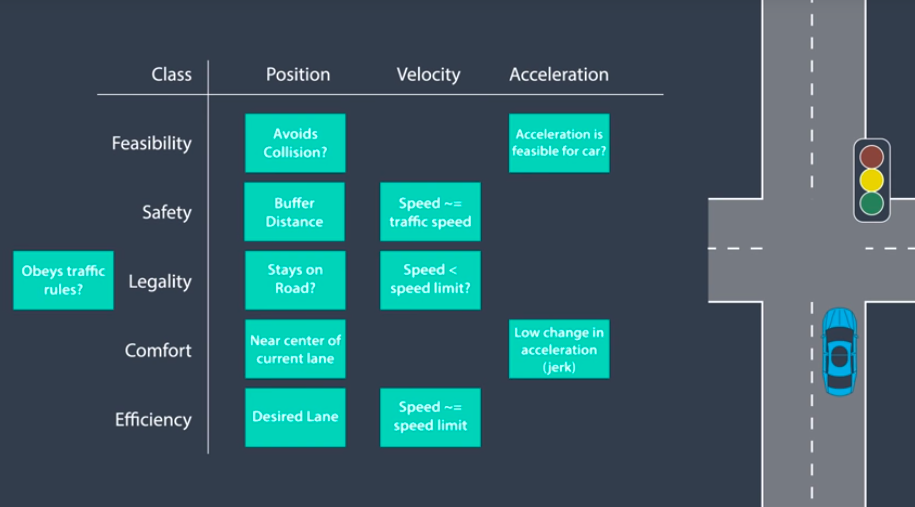 Class Position Velocity Acceleration
Feasibility
Avoids
Collision?
Acceleration is
feasible for car?
Safety
Buffer
Distance
Speed ~=
traffic speed
Obeys traffic
rules?
Legality
Stays on
Road?
Speed <
speed limit?
Comfort
Near center of
current lane
Low change in
acceleration
(jerk)
Efficiency
Desired Lane
Speed ~=
speed limit